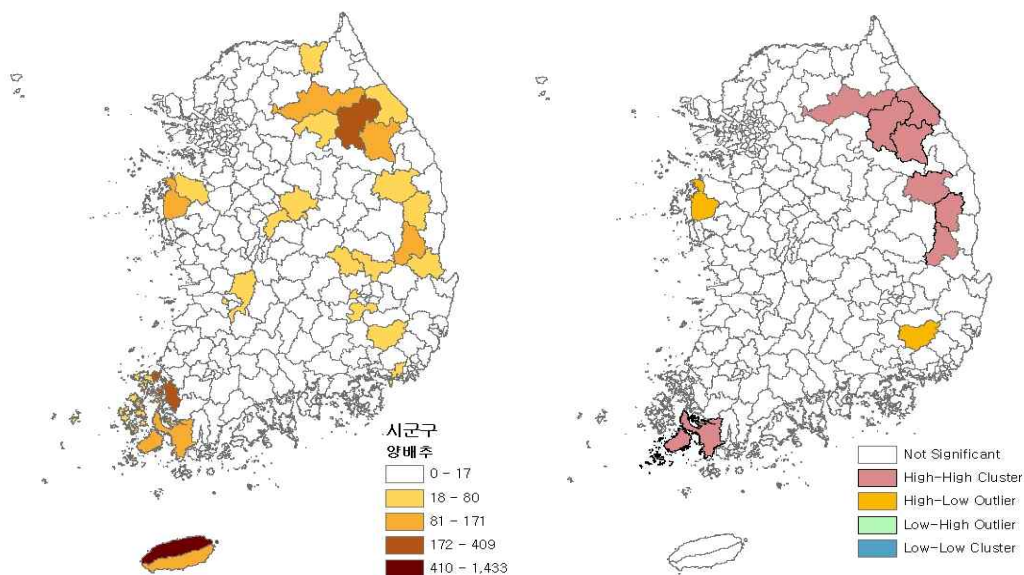 시군구
양배추
0 - 17
18 - 80
81 - 171
172 - 409
410 - 1,433
Not Significant
High-High Cluster
High-Low Outlier
Low-High Outlier
Low-Low Cluster